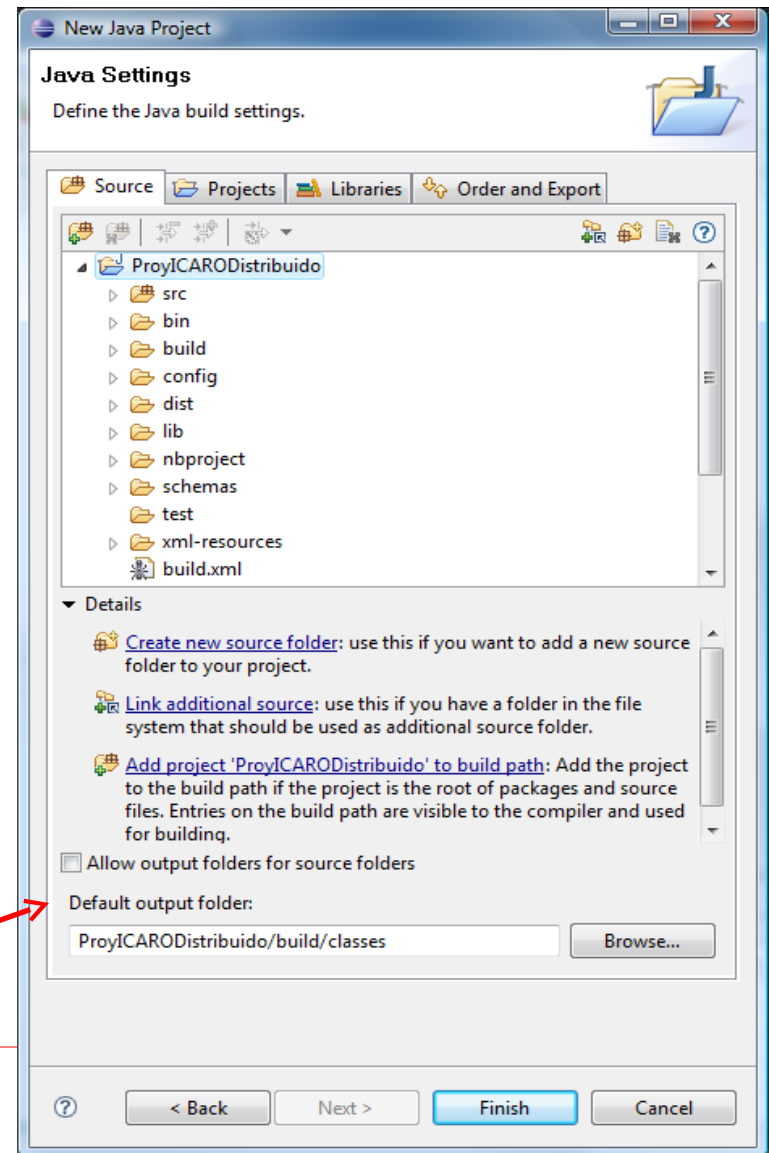 New Java Project
Java Settings
Define the Java build settings.
Source Projects Libraries Order and Export
ProyICARODistribuido
src
bin
build
config
dist
lib
nbproject
schemas
test
xml-resources
build.xml
Details
Create new source folder: use this if you want to add a new source
folder to your project.
Link additional source: use this if you have a folder in the file
system that should be used as additional source folder.
Add project 'ProyICARODistribuido' to build path: Add the project
to the build path if the project is the root of packages and source
files. Entries on the build path are visible to the compiler and used
for building.
Allow output folders for source folders
Default output folder:
ProyICARODistribuido/build/classes Browse...
< Back Next > Finish Cancel